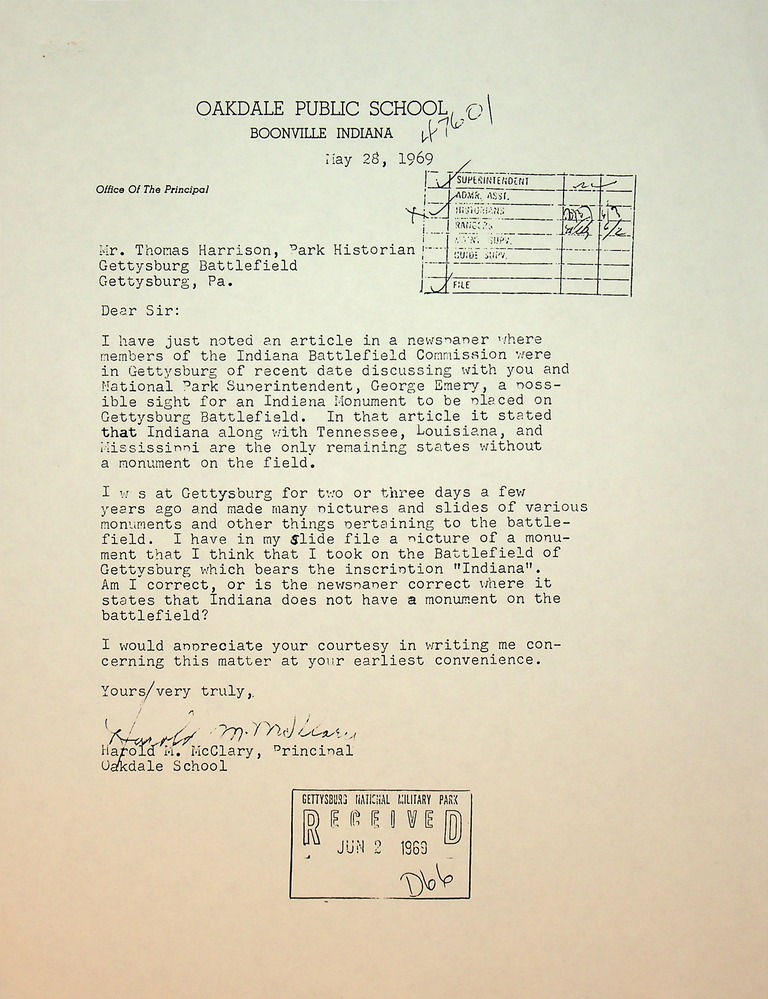 OAKDALE PUBLIC SCHOOL
BOONVILLE INDIANA
47601
May 28, 1969
Office Of The Principal
SUPERINTENDENT
ADMR. ASST.
HISTORIANS
RANGERS
SUPV.
GUIDE SUPV.
FILE
6/2
Mr. Thomas Harrison, Park Historian
Gettysburg Battlefield
Gettysburg, Pa.
Dear Sir:
I have just noted an article in a newspaper where
members of the Indiana Battlefield Commission were
in Gettysburg of recent date discussing with you and
National Park Superintendent, George Emery, a poss-
ible sight for an Indiana Monument to be placed on
Gettysburg Battlefield. In that article it stated
that Indiana along with Tennessee, Louisiana, and
Mississippi are the only remaining states without
a monument on the field.
I w s at Gettysburg for two or three days a few
years ago and made many pictures and slides of various
monuments and other things pertaining to the battle-
field. I have in my slide file a picture of a monu-
ment that I think that I took on the Battlefield of
Gettysburg which bears the inscription "Indiana".
Am I correct, or is the newspaper correct where it
states that Indiana does not have a monument on the
battlefield?
I would appreciate your courtesy in writing me con-
cerning this matter at your earliest convenience.
Yours/very truly,
Harold M. McClary
Harold M. McClary, Principal
Oakdale School
GETTYSBURG NATIONAL MILITARY PARK
RECEIVED
JUN 2 1969
D66